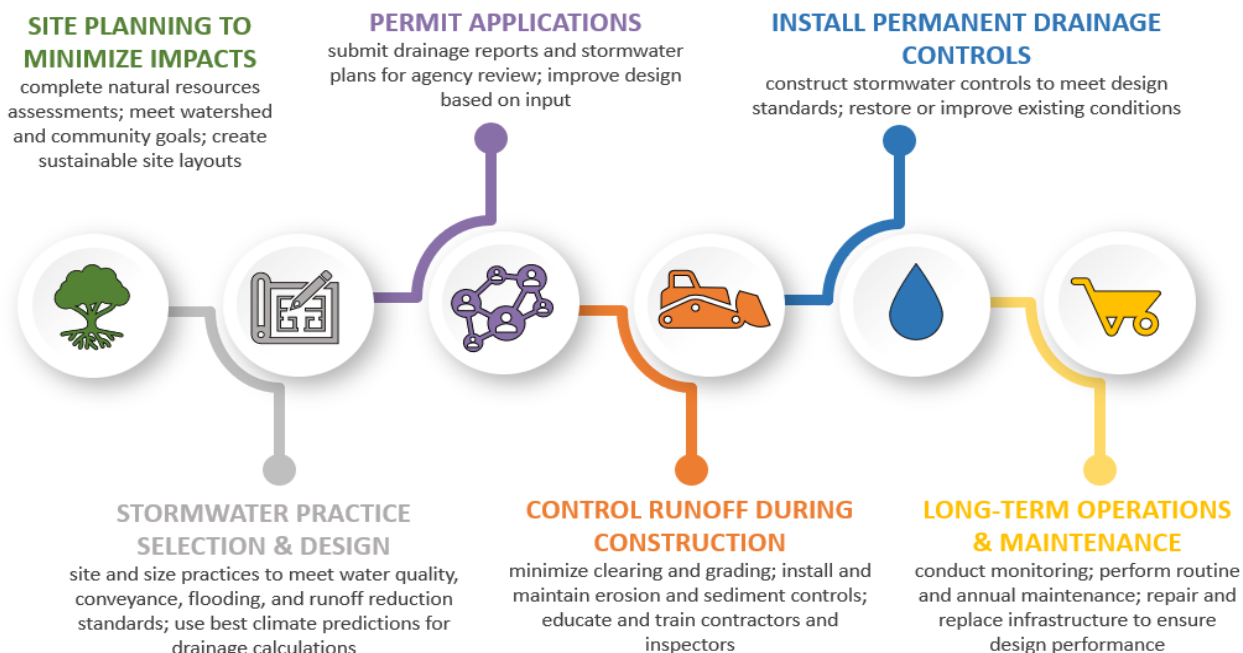 SITE PLANNING TO
MINIMIZE IMPACTS
complete natural resources
assessments; meet watershed
and community goals; create
sustainable site layouts
PERMIT APPLICATIONS
submit drainage reports and stormwater
plans for agency review; improve design
based on input
INSTALL PERMANENT DRAINAGE
CONTROLS
construct stormwater controls to meet design
standards; restore or improve existing conditions
STORMWATER PRACTICE
SELECTION & DESIGN
site and size practices to meet water quality,
conveyance, flooding, and runoff reduction
standards; use best climate predictions for
drainage calculations
CONTROL RUNOFF DURING
CONSTRUCTION
minimize clearing and grading; install and
maintain erosion and sediment controls;
educate and train contractors and
inspectors
LONG-TERM OPERATIONS
& MAINTENANCE
conduct monitoring; perform routine
and annual maintenance; repair and
replace infrastructure to ensure
design performance